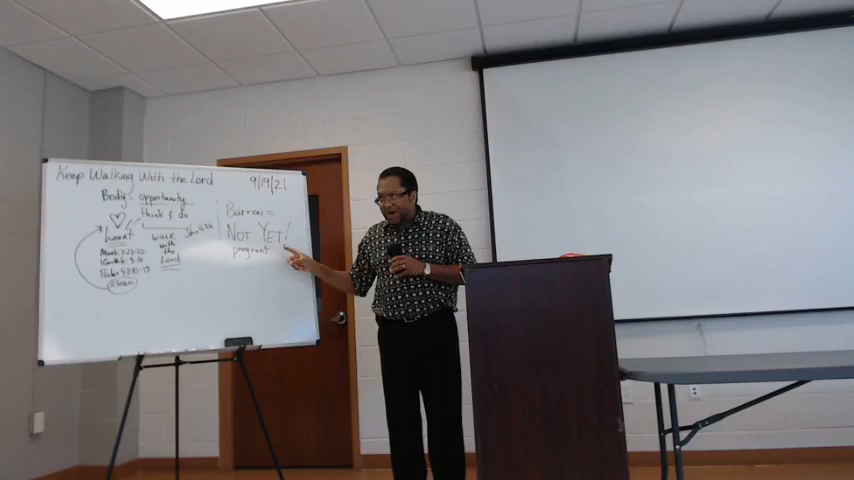 Keep Walking With the Lord
9/19/21
Body = opportunity
think & do
heart
walk
with
the
Lord
Clean
Barren =
NOT YET!
pregnant